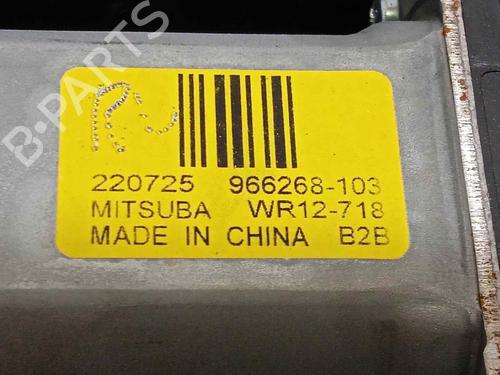 B-PARTS
220725 966268-103
MITSUBA WR12-718
MADE IN CHINA B2B